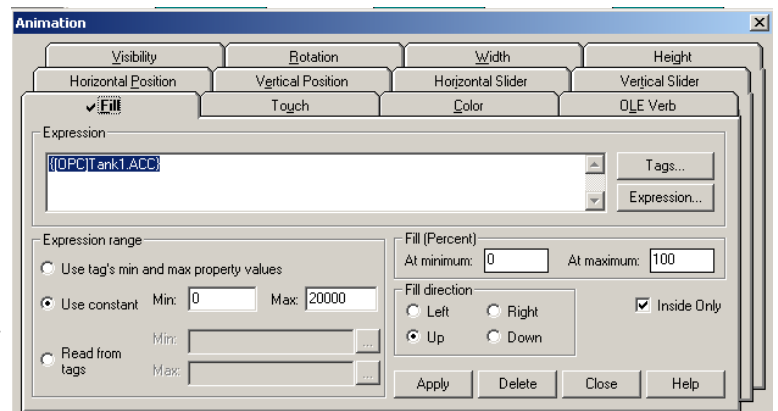 Animation
Visibility Rotation Width Height
Horizontal Position Vertical Position Horizontal Slider Vertical Slider
Fill Touch Color OLE Verb
Expression
{[OPC]Tank1.ACC}
Tags...
Expression...
Expression range
Use tag's min and max property values
Use constant Min: 0 Max: 20000
Read from tags
Min: ...
Max: ...
Fill (Percent)
At minimum: 0 At maximum: 100
Fill direction
Left Right
Up Down
Inside Only
Apply Delete Close Help